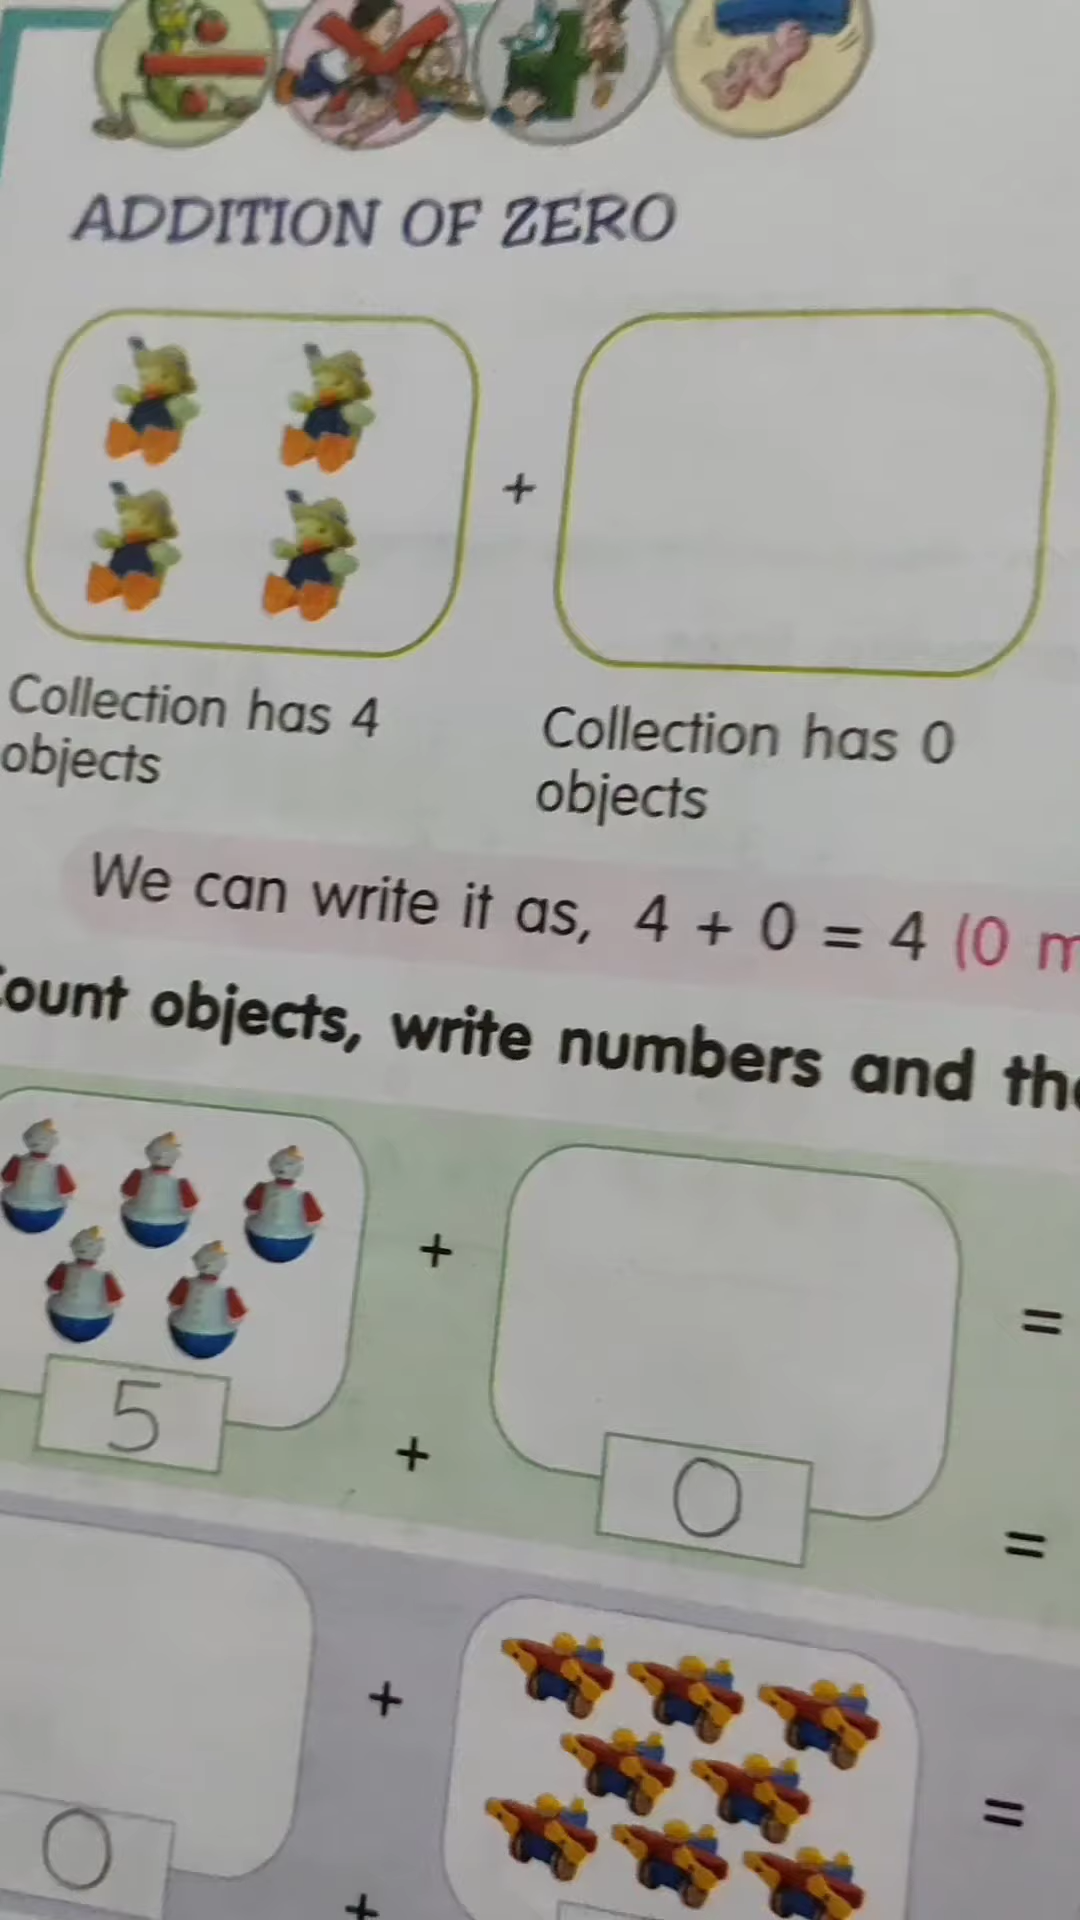 ADDITION OF ZERO
+
Collection has 4
objects
Collection has 0
objects
We can write it as, 4 + 0 = 4 (0
ount objects, write numbers and
+ =
5 + 0 =
+ =
0 +